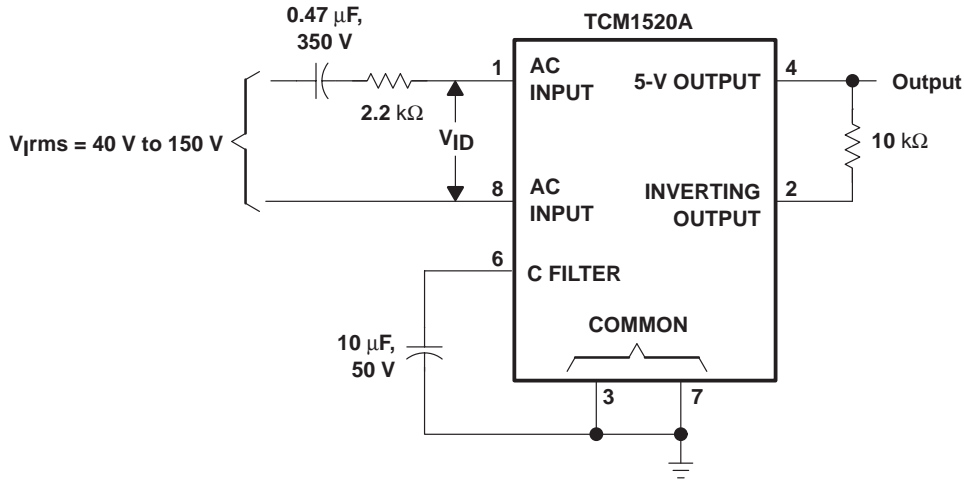 0.47 μF,
350 V
TCM1520A
1
AC
INPUT
5-V OUTPUT
4
Output
2.2 kΩ
VIrms = 40 V to 150 V
VID
10 kΩ
8
AC
INPUT
INVERTING
OUTPUT
2
6
C FILTER
COMMON
10 μF,
50 V
3
7